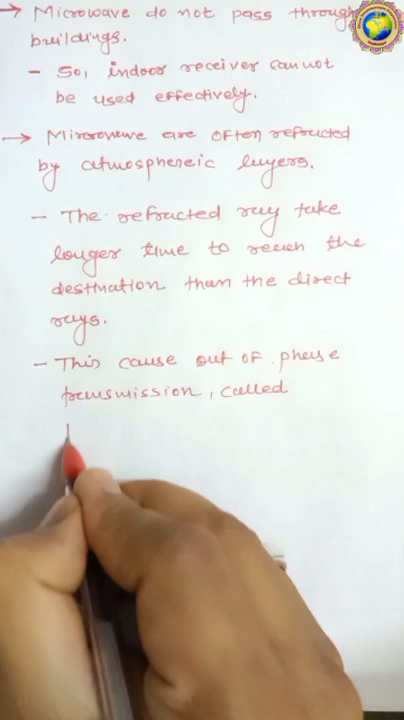 → Microwave do not pass through
buildings.
- So, indoor receiver cannot
be used effectively.
→ Microwave are often refracted
by atmospheric layers.
- The refracted ray take
longer time to reach the
destination than the direct
rays.
- This cause out of phase
transmission, called